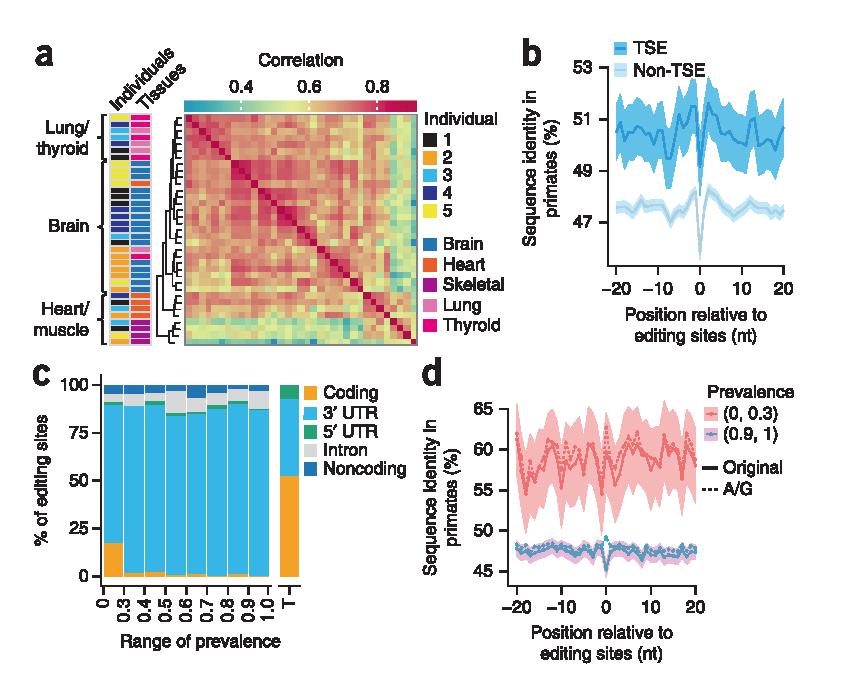 a
Individuals
Tissues
Correlation
0.4 0.6 0.8
Lung/
thyroid
Brain
Heart/
muscle
Individual
1
2
3
4
5
Brain
Heart
Skeletal
Lung
Thyroid
b
TSE
Non-TSE
Sequence identity in
primates (%)
53
51
49
47
−20 −10 0 10 20
Position relative to
editing sites (nt)
c
% of editing sites
100
75
50
25
0
0 0.3 0.4 0.5 0.6 0.7 0.8 0.9 1.0 T
Range of prevalence
Coding
3′ UTR
5′ UTR
Intron
Noncoding
d
Sequence identity in
primates (%)
65
60
55
50
45
−20 −10 0 10 20
Position relative to
editing sites (nt)
Prevalence
(0, 0.3)
(0.9, 1)
Original
A/G